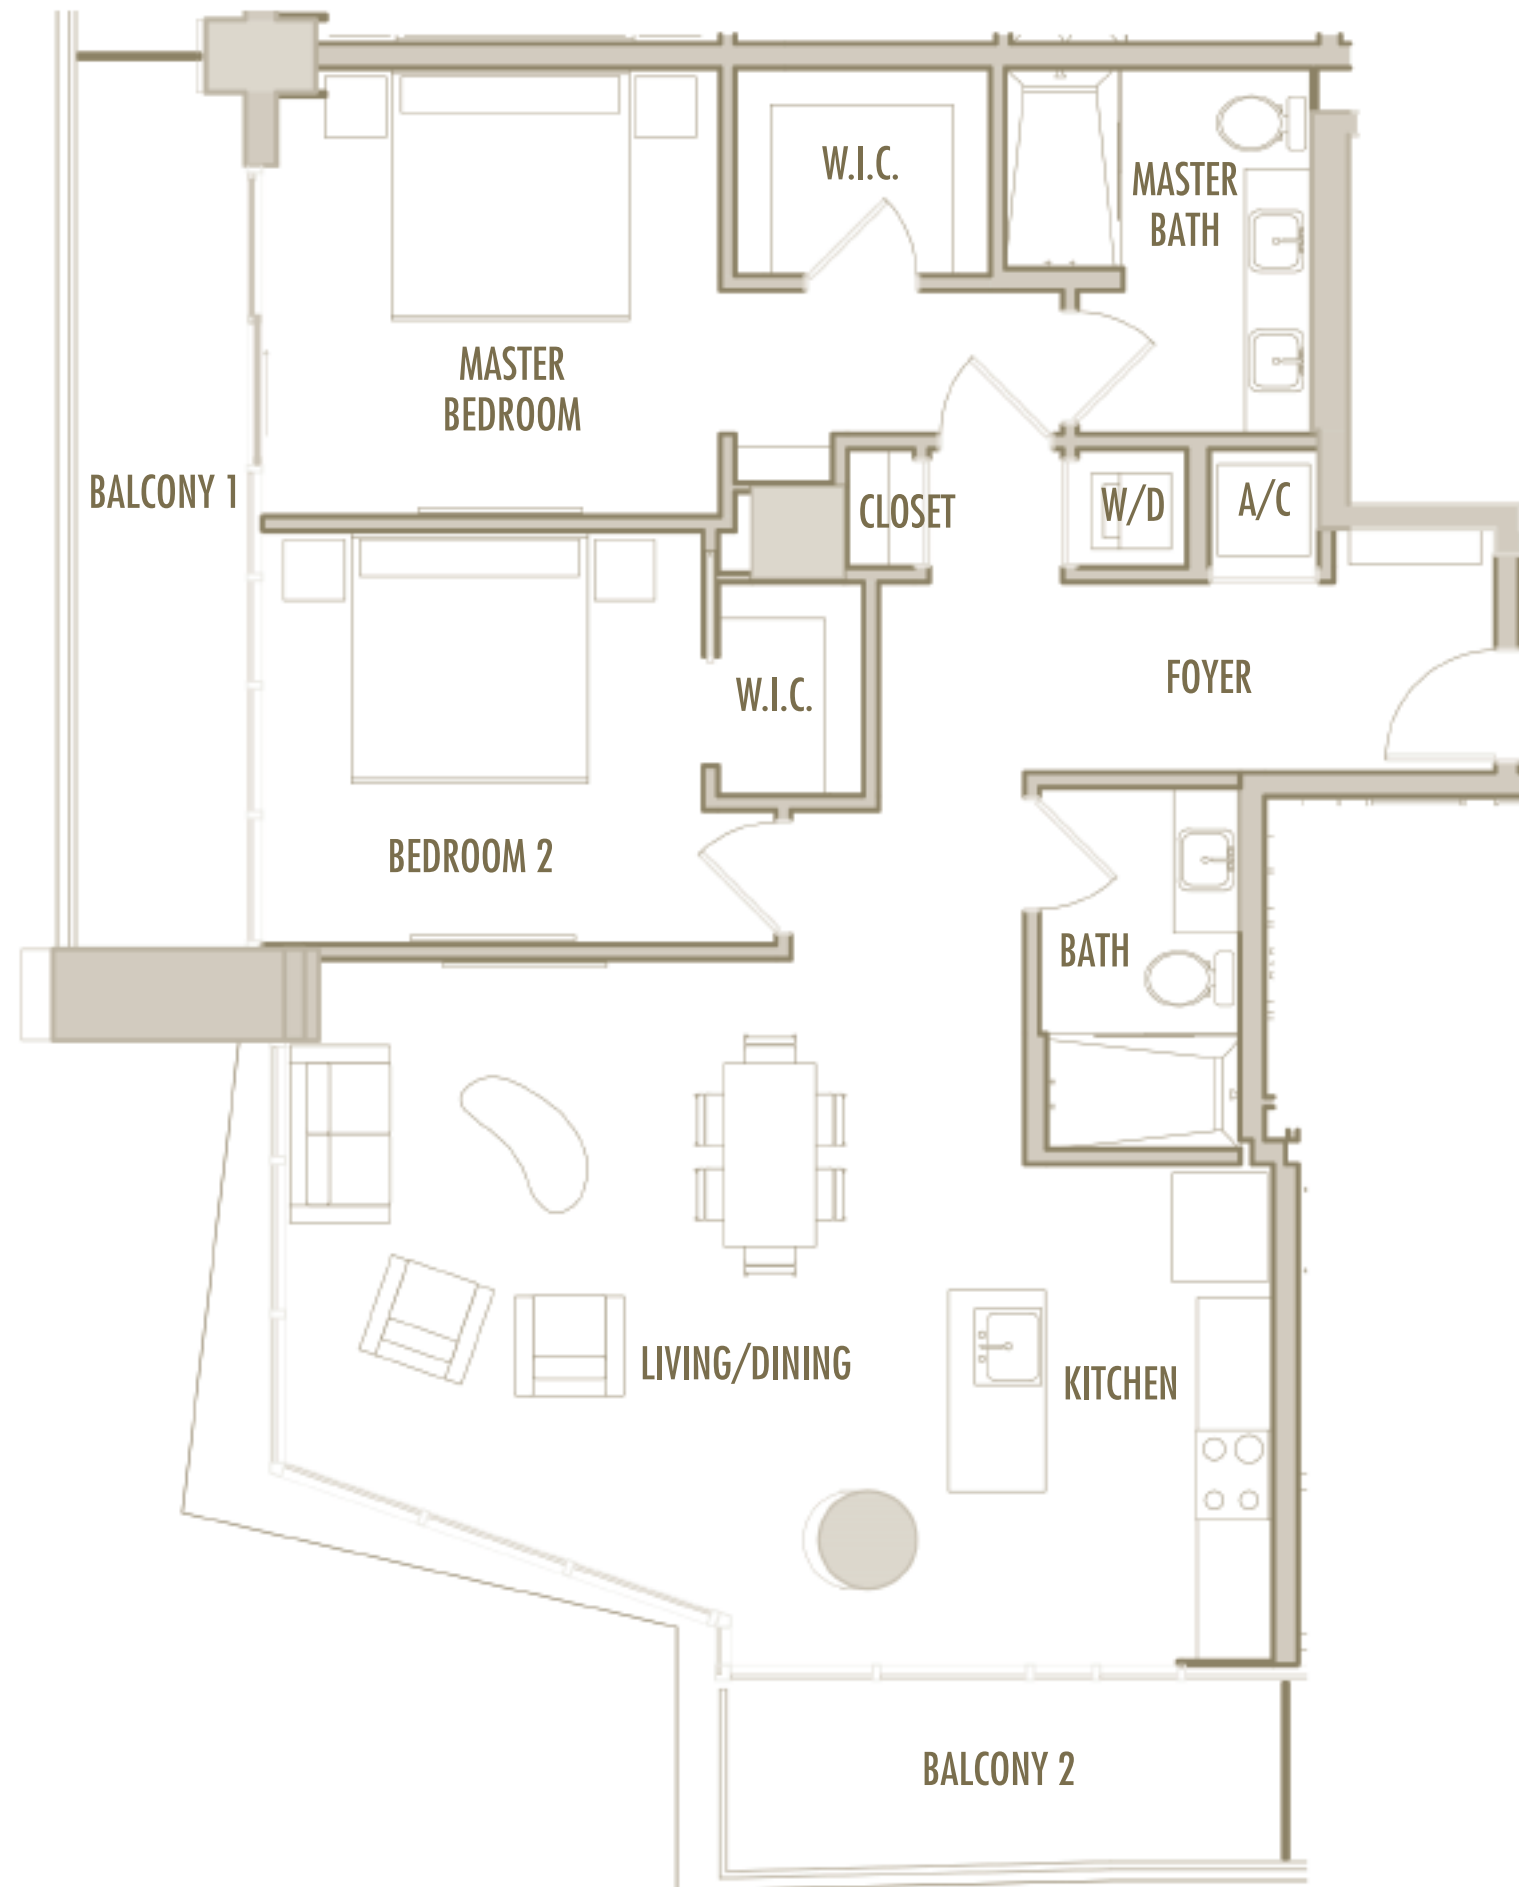 W.I.C.
MASTER
BATH
MASTER
BEDROOM
BALCONY 1
CLOSET
W/D
A/C
FOYER
W.I.C.
BEDROOM 2
BATH
LIVING/DINING
KITCHEN
BALCONY 2